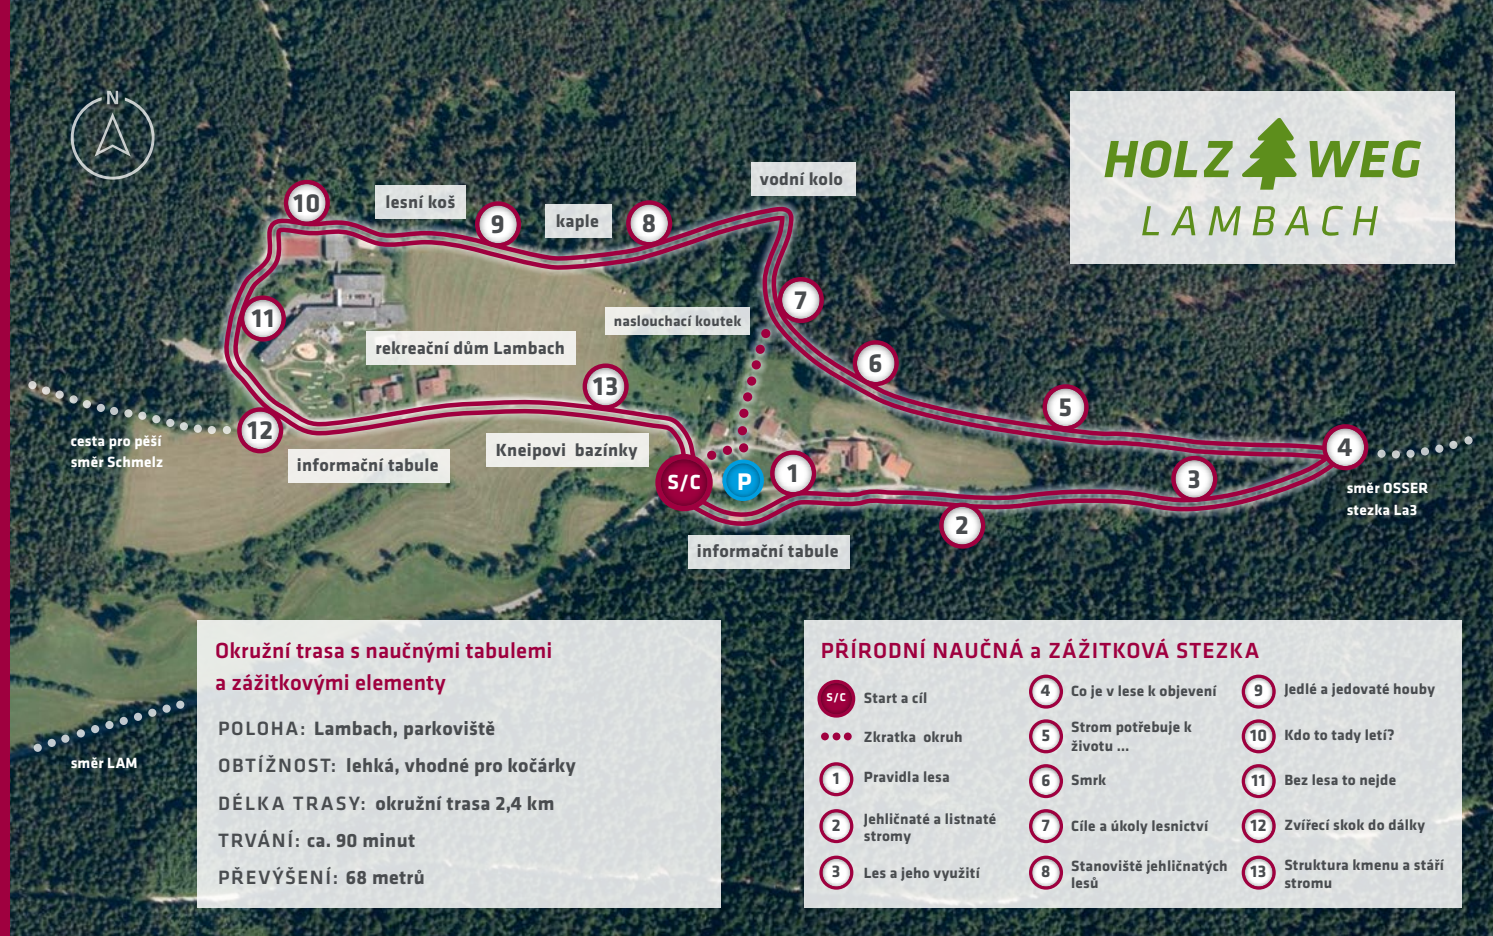 N
HOLZ WEG
LAMBACH
vodní kolo
10
lesní koš
9
kaple
8
7
naslouchací koutek
11
rekreační dům Lambach
6
13
5
12
cesta pro pěší
směr Schmelz
informační tabule
Kneipovi bazínky
S/C
P
1
4
3
2
směr OSSER
stezka La3
informační tabule
směr LAM
Okružní trasa s naučnými tabulemi
a zážitkovými elementy
POLOHA: Lambach, parkoviště
OBTÍŽNOST: lehká, vhodné pro kočárky
DÉLKA TRASY: okružní trasa 2,4 km
TRVÁNÍ: ca. 90 minut
PŘEVÝŠENÍ: 68 metrů
PŘÍRODNÍ NAUČNÁ a ZÁŽITKOVÁ STEZKA
S/C Start a cíl
Zkratka okruh
1 Pravidla lesa
2 Jehličnaté a listnaté
stromy
3 Les a jeho využití
4 Co je v lese k objevení
5 Strom potřebuje k
životu ...
6 Smrk
7 Cíle a úkoly lesnictví
8 Stanoviště jehličnatých
lesů
9 Jedlé a jedovaté houby
10 Kdo to tady letí?
11 Bez lesa to nejde
12 Zvířecí skok do dálky
13 Struktura kmenu a stáří
stromu